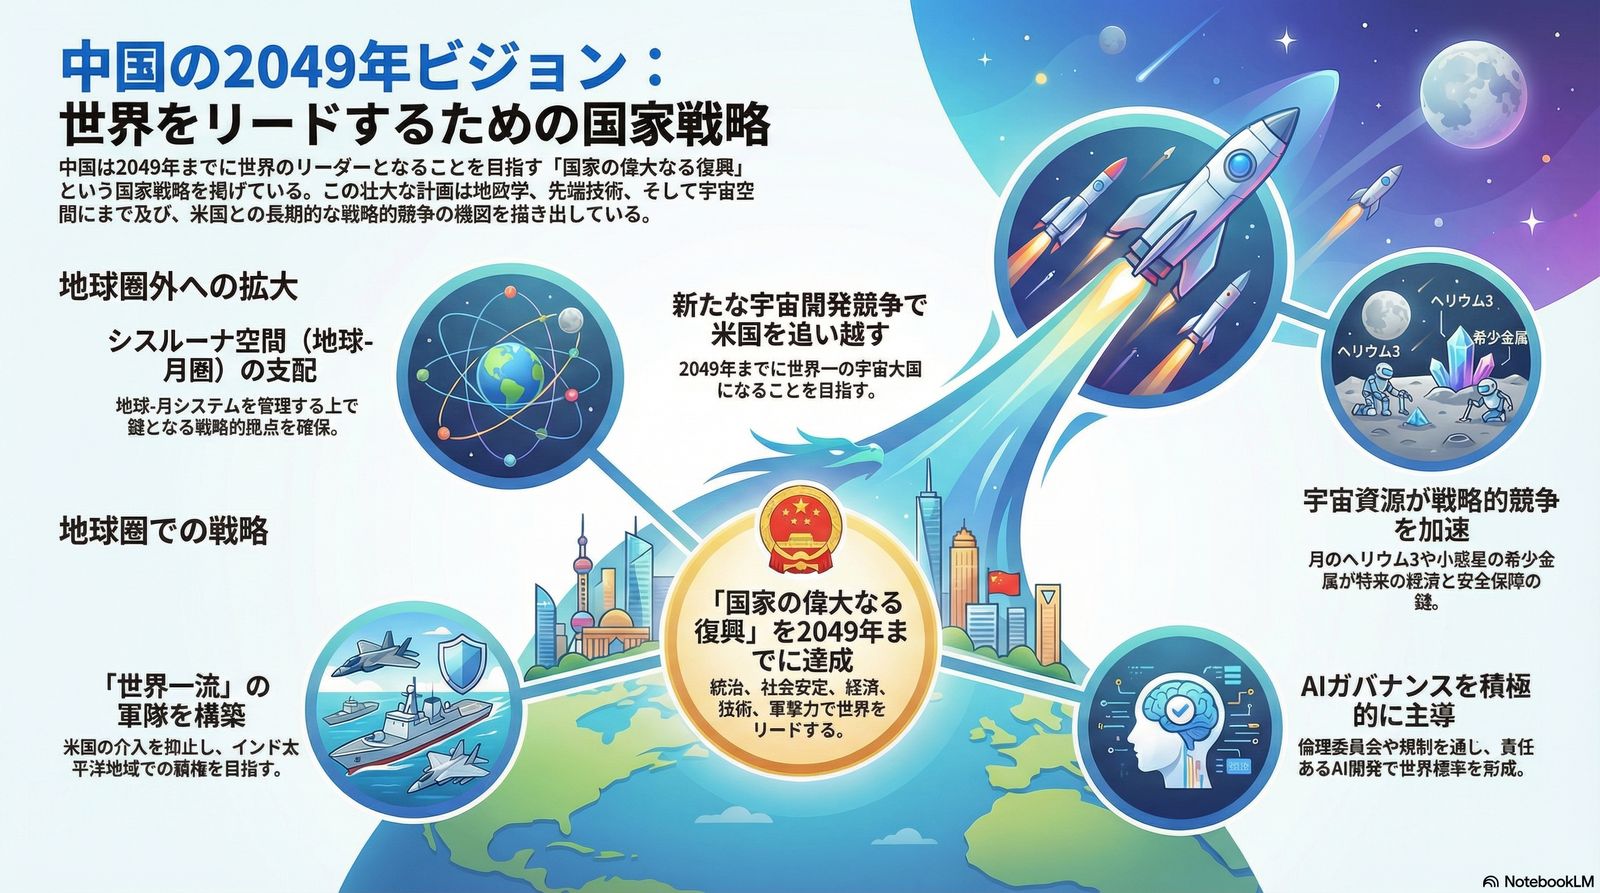 中国の2049年ビジョン：
世界をリードするための国家戦略
中国は2049年までに世界のリーダーとなることを目指す「国家の偉大なる復興」
という国家戦略を掲げている。この壮大な計画は地欧学、先端技術、そして宇宙空
間にまで及び、米国との長期的な戦略的競争の機図を描き出している。
地球圏外への拡大
シスルーナ空間（地球-
月圏）の支配
地球-月システムを管理する上で
鍵となる戦略的拠点を確保。
新たな宇宙開発競争で
米国を追い越す
2049年までに世界一の宇宙大国
になることを目指す。
ヘリウム3
希少金属
ヘリウム3
宇宙資源が戦略的競争
を加速
月のヘリウム3や小惑星の希少金
属が特来の経済と安全保障の
鍵。
地球圏での戦略
「世界一流」の
軍隊を構築
米国の介入を抑止し、インド太
平洋地域での権を目指す。
「国家の偉大なる
復興」を2049年ま
でに達成
統治、社会安定、経済、
技術、軍撃力で世界を
リードする。
AIガバナンスを積極
的に主導
倫理委員会や規制を通し、責任
あるAI開発で世界標率を成。
NotebookLM